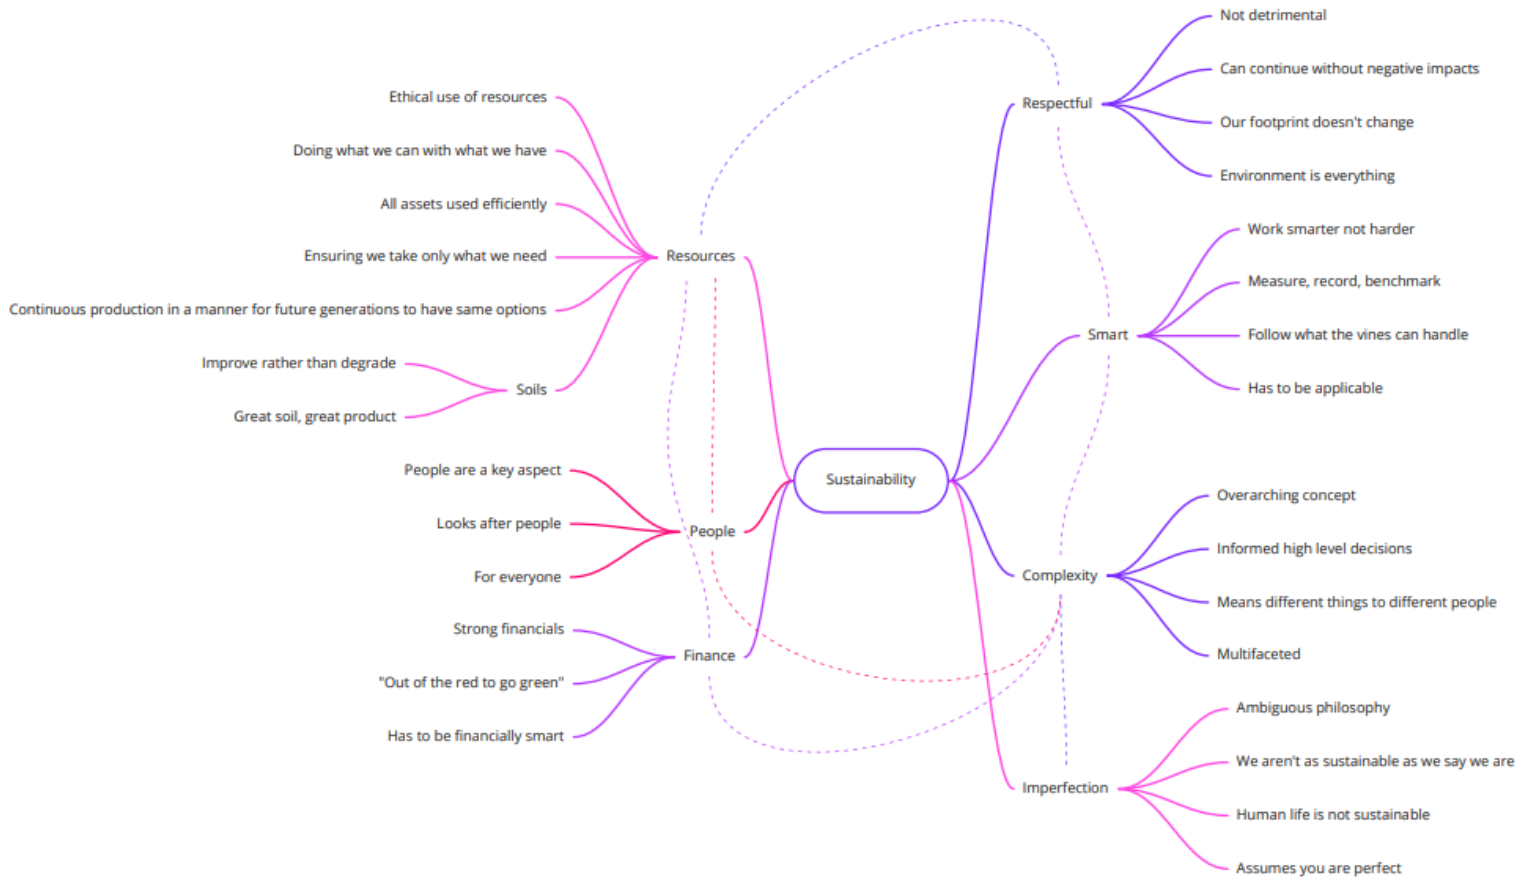 Sustainability
Resources
Ethical use of resources
Doing what we can with what we have
All assets used efficiently
Ensuring we take only what we need
Continuous production in a manner for future generations to have same options
Soils
Improve rather than degrade
Great soil, great product
People
People are a key aspect
Looks after people
For everyone
Finance
Strong financials
"Out of the red to go green"
Has to be financially smart
Respectful
Not detrimental
Can continue without negative impacts
Our footprint doesn't change
Environment is everything
Smart
Work smarter not harder
Measure, record, benchmark
Follow what the vines can handle
Has to be applicable
Complexity
Overarching concept
Informed high level decisions
Means different things to different people
Multifaceted
Imperfection
Ambiguous philosophy
We aren't as sustainable as we say we are
Human life is not sustainable
Assumes you are perfect